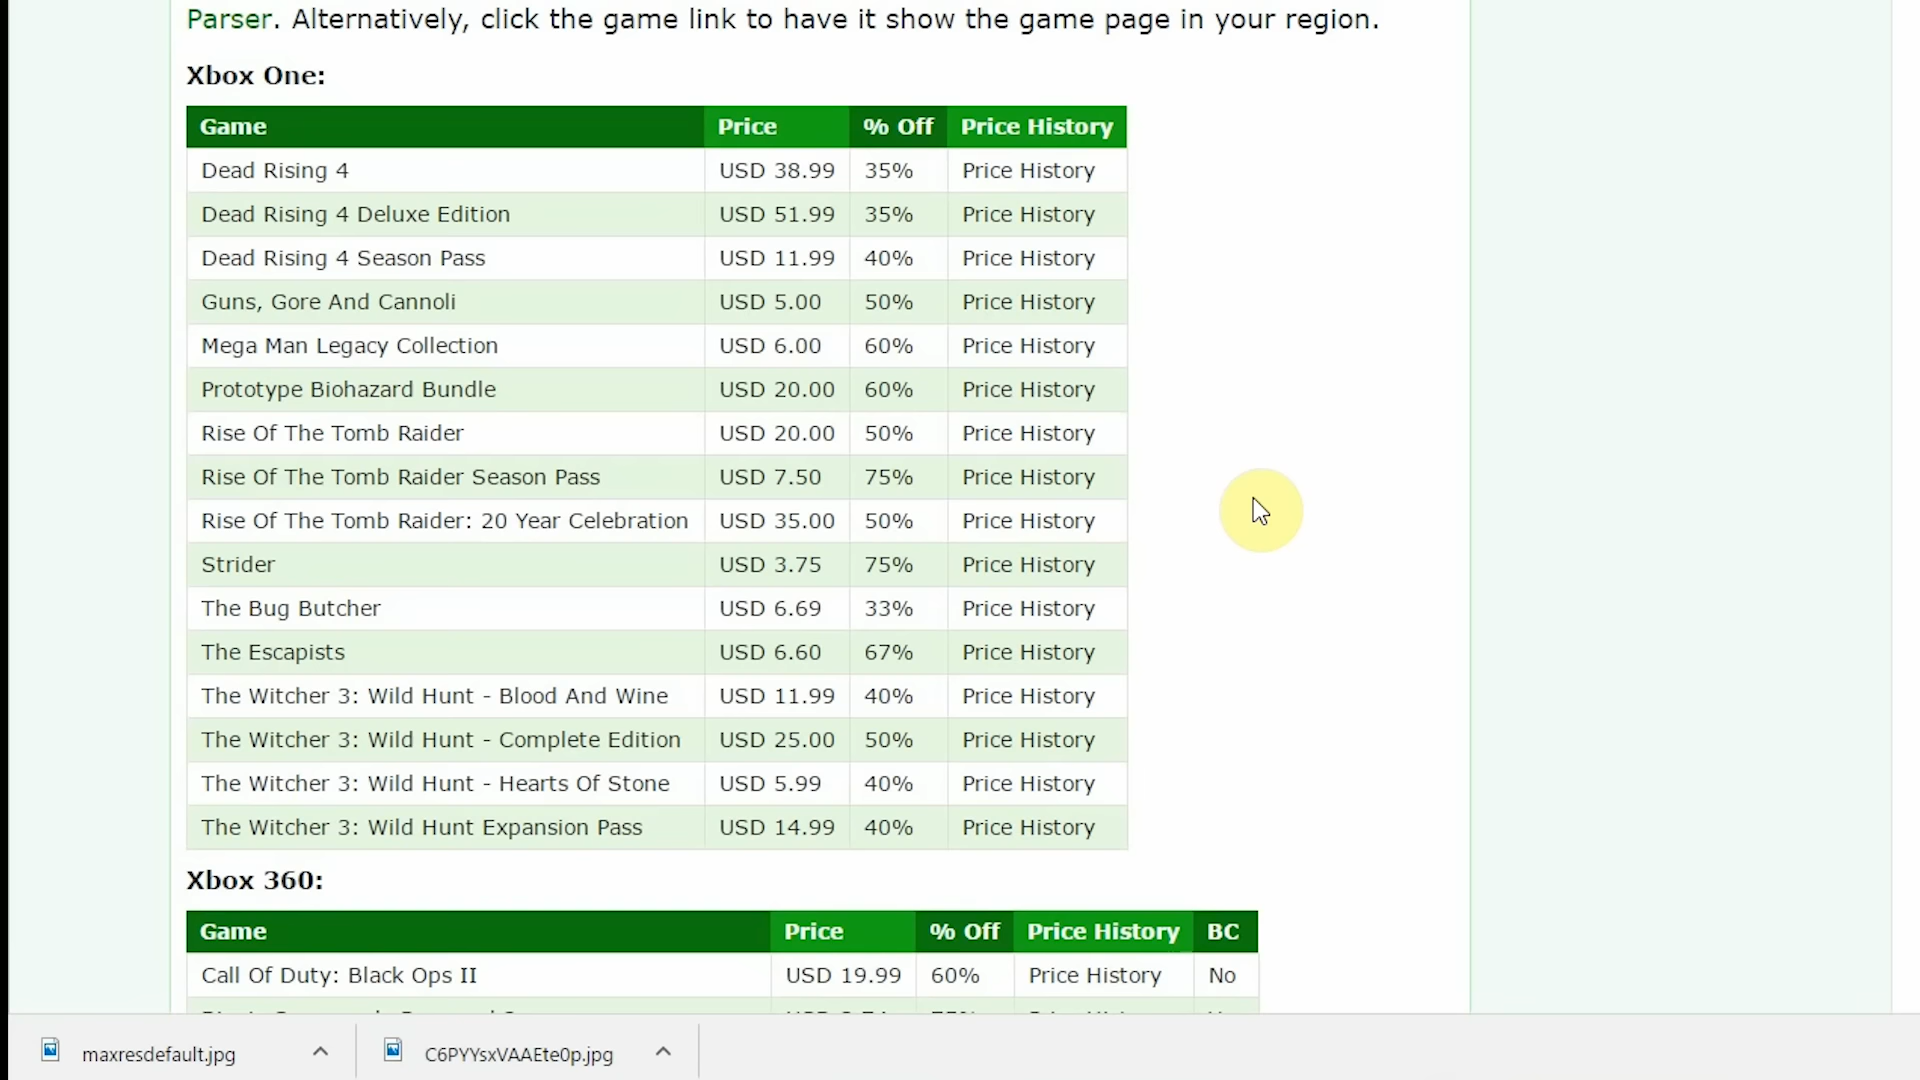 Parser. Alternatively, click the game link to have it show the game page in your region.
Xbox One:
Game Price % Off Price History
Dead Rising 4 USD 38.99 35% Price History
Dead Rising 4 Deluxe Edition USD 51.99 35% Price History
Dead Rising 4 Season Pass USD 11.99 40% Price History
Guns, Gore And Cannoli USD 5.00 50% Price History
Mega Man Legacy Collection USD 6.00 60% Price History
Prototype Biohazard Bundle USD 20.00 60% Price History
Rise Of The Tomb Raider USD 20.00 50% Price History
Rise Of The Tomb Raider Season Pass USD 7.50 75% Price History
Rise Of The Tomb Raider: 20 Year Celebration USD 35.00 50% Price History
Strider USD 3.75 75% Price History
The Bug Butcher USD 6.69 33% Price History
The Escapists USD 6.60 67% Price History
The Witcher 3: Wild Hunt - Blood And Wine USD 11.99 40% Price History
The Witcher 3: Wild Hunt - Complete Edition USD 25.00 50% Price History
The Witcher 3: Wild Hunt - Hearts Of Stone USD 5.99 40% Price History
The Witcher 3: Wild Hunt Expansion Pass USD 14.99 40% Price History
Xbox 360:
Game Price % Off Price History BC
Call Of Duty: Black Ops II USD 19.99 60% Price History No
maxresdefault.jpg C6PYYsxVAAEte0p.jpg